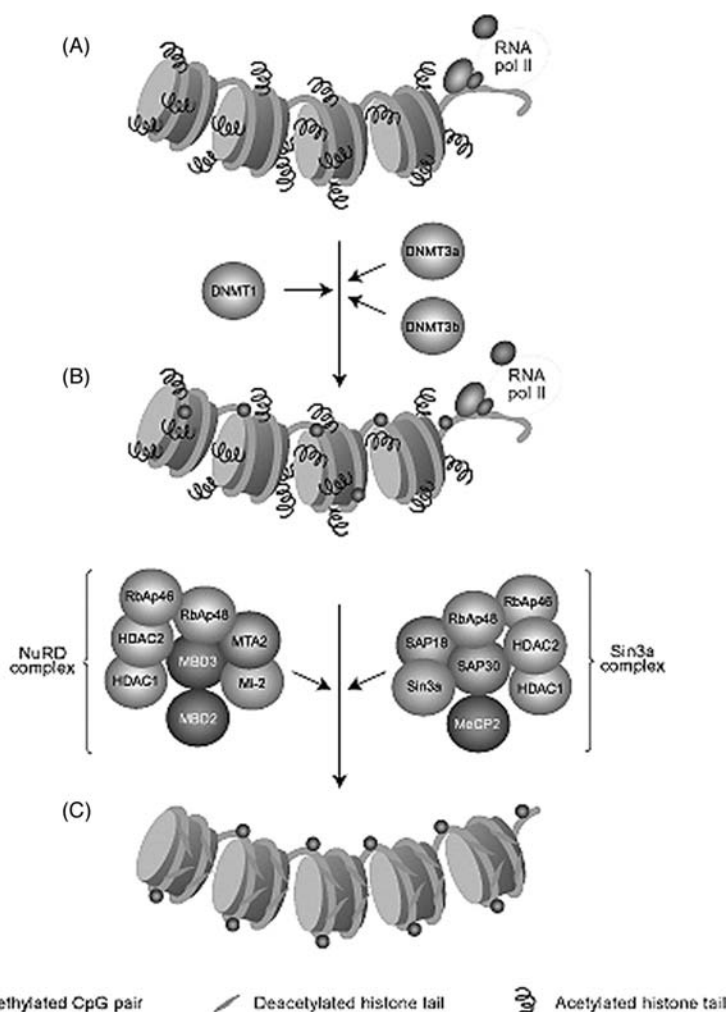 (A)
RNA
pol II
DNMT1
DNMT3a
DNMT3b
(B)
RNA
pol II
NuRD
complex
RbAp46
RbAp48
HDAC2
MTA2
MBD3
HDAC1
Mi-2
MBD2
RbAp46
RbAp48
SAP18
HDAC2
SAP30
Sin3a
HDAC1
MeCP2
Sin3a
complex
(C)
ethylated CpG pair
Deacetylated histone tail
Acetylated histone tail